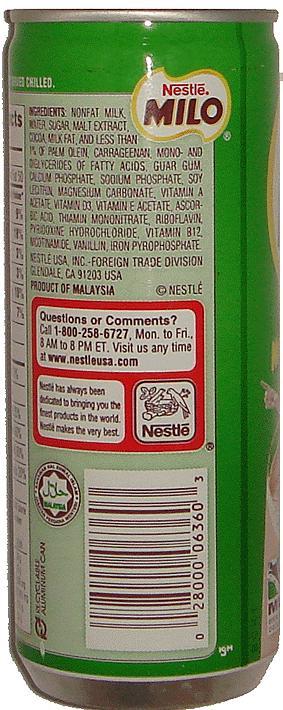 ERVED CHILLED.
Nestlé.
MILO®
INGREDIENTS: NONFAT MILK,
WATER, SUGAR, MALT EXTRACT,
COCOA, MILK FAT, AND LESS THAN
1% OF PALM OLEIN, CARRAGEENAN, MONO- AND
DIGLYCERIDES OF FATTY ACIDS, GUAR GUM,
CALCIUM PHOSPHATE, SODIUM PHOSPHATE, SOY
LECITHIN, MAGNESIUM CARBONATE, VITAMIN A
ACETATE, VITAMIN D3, VITAMIN E ACETATE, ASCOR-
BIC ACID, THIAMIN MONONITRATE, RIBOFLAVIN,
PYRIDOXINE HYDROCHLORIDE, VITAMIN B12,
NICOTINAMIDE, VANILLIN, IRON PYROPHOSPHATE.
NESTLÉ USA, INC.-FOREIGN TRADE DIVISION
GLENDALE, CA 91203 USA
PRODUCT OF MALAYSIA © NESTLÉ
Questions or Comments?
Call 1-800-258-6727, Mon. to Fri.,
8 AM to 8 PM ET. Visit us any time
at www.nestleusa.com
Nestlé has always been
dedicated to bringing you the
finest products in the world.
Nestlé makes the very best.
Nestlé®
حلال
MALAYSIA
RECYCLABLE
ALUMINUM CAN
0 28000 06360 3